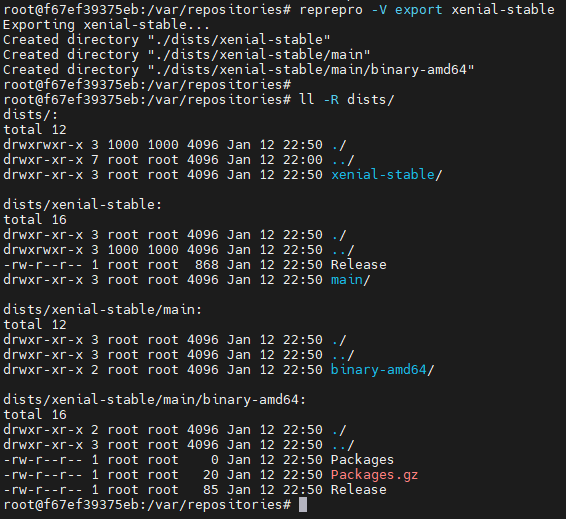 root@f67ef39375eb:/var/repositories# reprepro -V export xenial-stable
Exporting xenial-stable...
Created directory "./dists/xenial-stable"
Created directory "./dists/xenial-stable/main"
Created directory "./dists/xenial-stable/main/binary-amd64"
root@f67ef39375eb:/var/repositories#
root@f67ef39375eb:/var/repositories# ll -R dists/
dists/:
total 12
drwxrwxr-x 3 1000 1000 4096 Jan 12 22:50 ./
drwxr-xr-x 7 root root 4096 Jan 12 22:00 ../
drwxr-xr-x 3 root root 4096 Jan 12 22:50 xenial-stable/
dists/xenial-stable:
total 16
drwxr-xr-x 3 root root 4096 Jan 12 22:50 ./
drwxrwxr-x 3 1000 1000 4096 Jan 12 22:50 ../
-rw-r--r-- 1 root root  868 Jan 12 22:50 Release
drwxr-xr-x 3 root root 4096 Jan 12 22:50 main/
dists/xenial-stable/main:
total 12
drwxr-xr-x 3 root root 4096 Jan 12 22:50 ./
drwxr-xr-x 3 root root 4096 Jan 12 22:50 ../
drwxr-xr-x 2 root root 4096 Jan 12 22:50 binary-amd64/
dists/xenial-stable/main/binary-amd64:
total 16
drwxr-xr-x 2 root root 4096 Jan 12 22:50 ./
drwxr-xr-x 3 root root 4096 Jan 12 22:50 ../
-rw-r--r-- 1 root root    0 Jan 12 22:50 Packages
-rw-r--r-- 1 root root   20 Jan 12 22:50 Packages.gz
-rw-r--r-- 1 root root   85 Jan 12 22:50 Release
root@f67ef39375eb:/var/repositories#